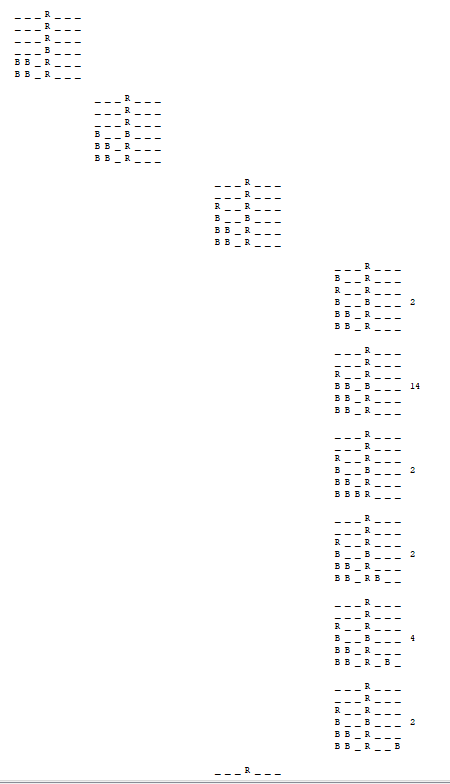 _ _ _ R _ _ _
_ _ _ R _ _ _
_ _ _ R _ _ _
_ _ _ B _ _ _
B B _ R _ _ _
B B _ R _ _ _
_ _ _ R _ _ _
_ _ _ R _ _ _
_ _ _ R _ _ _
B _ _ B _ _ _
B B _ R _ _ _
B B _ R _ _ _
_ _ _ R _ _ _
_ _ _ R _ _ _
R _ _ R _ _ _
B _ _ B _ _ _
B B _ R _ _ _
B B _ R _ _ _
_ _ _ R _ _ _
B _ _ R _ _ _
R _ _ R _ _ _
B _ _ B _ _ _ 2
B B _ R _ _ _
B B _ R _ _ _
_ _ _ R _ _ _
_ _ _ R _ _ _
R _ _ R _ _ _
B B _ B _ _ _ 14
B B _ R _ _ _
B B _ R _ _ _
_ _ _ R _ _ _
_ _ _ R _ _ _
R _ _ R _ _ _
B _ _ B _ _ _ 2
B B _ R _ _ _
B B B R _ _ _
_ _ _ R _ _ _
_ _ _ R _ _ _
R _ _ R _ _ _
B _ _ B _ _ _ 2
B B _ R _ _ _
B B _ R B _ _
_ _ _ R _ _ _
_ _ _ R _ _ _
R _ _ R _ _ _
B _ _ B _ _ _ 4
B B _ R _ _ _
B B _ R _ B _
_ _ _ R _ _ _
_ _ _ R _ _ _
R _ _ R _ _ _
B _ _ B _ _ _ 2
B B _ R _ _ _
B B _ R _ _ B
_ _ _ R _ _ _